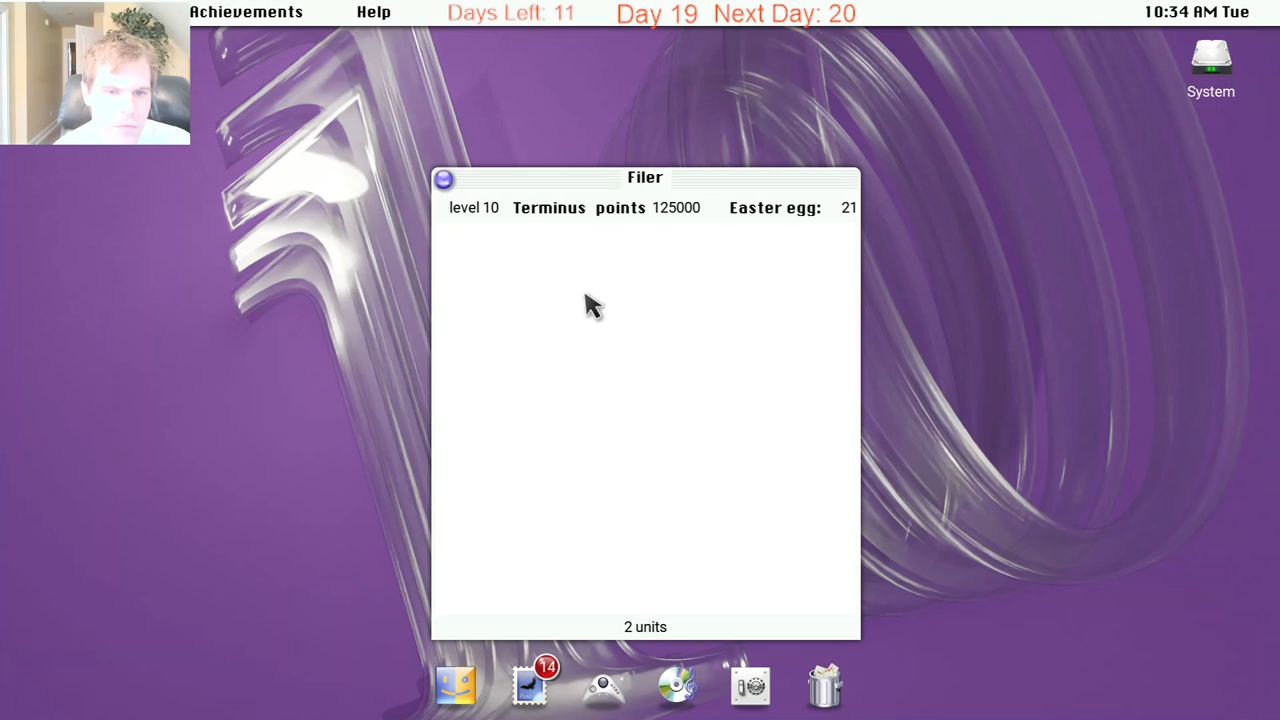 Achievements Help Days Left: 11 Day 19 Next Day: 20 10:34 AM Tue
System
Filer
level 10 Terminus points 125000 Easter egg: 21
2 units
14